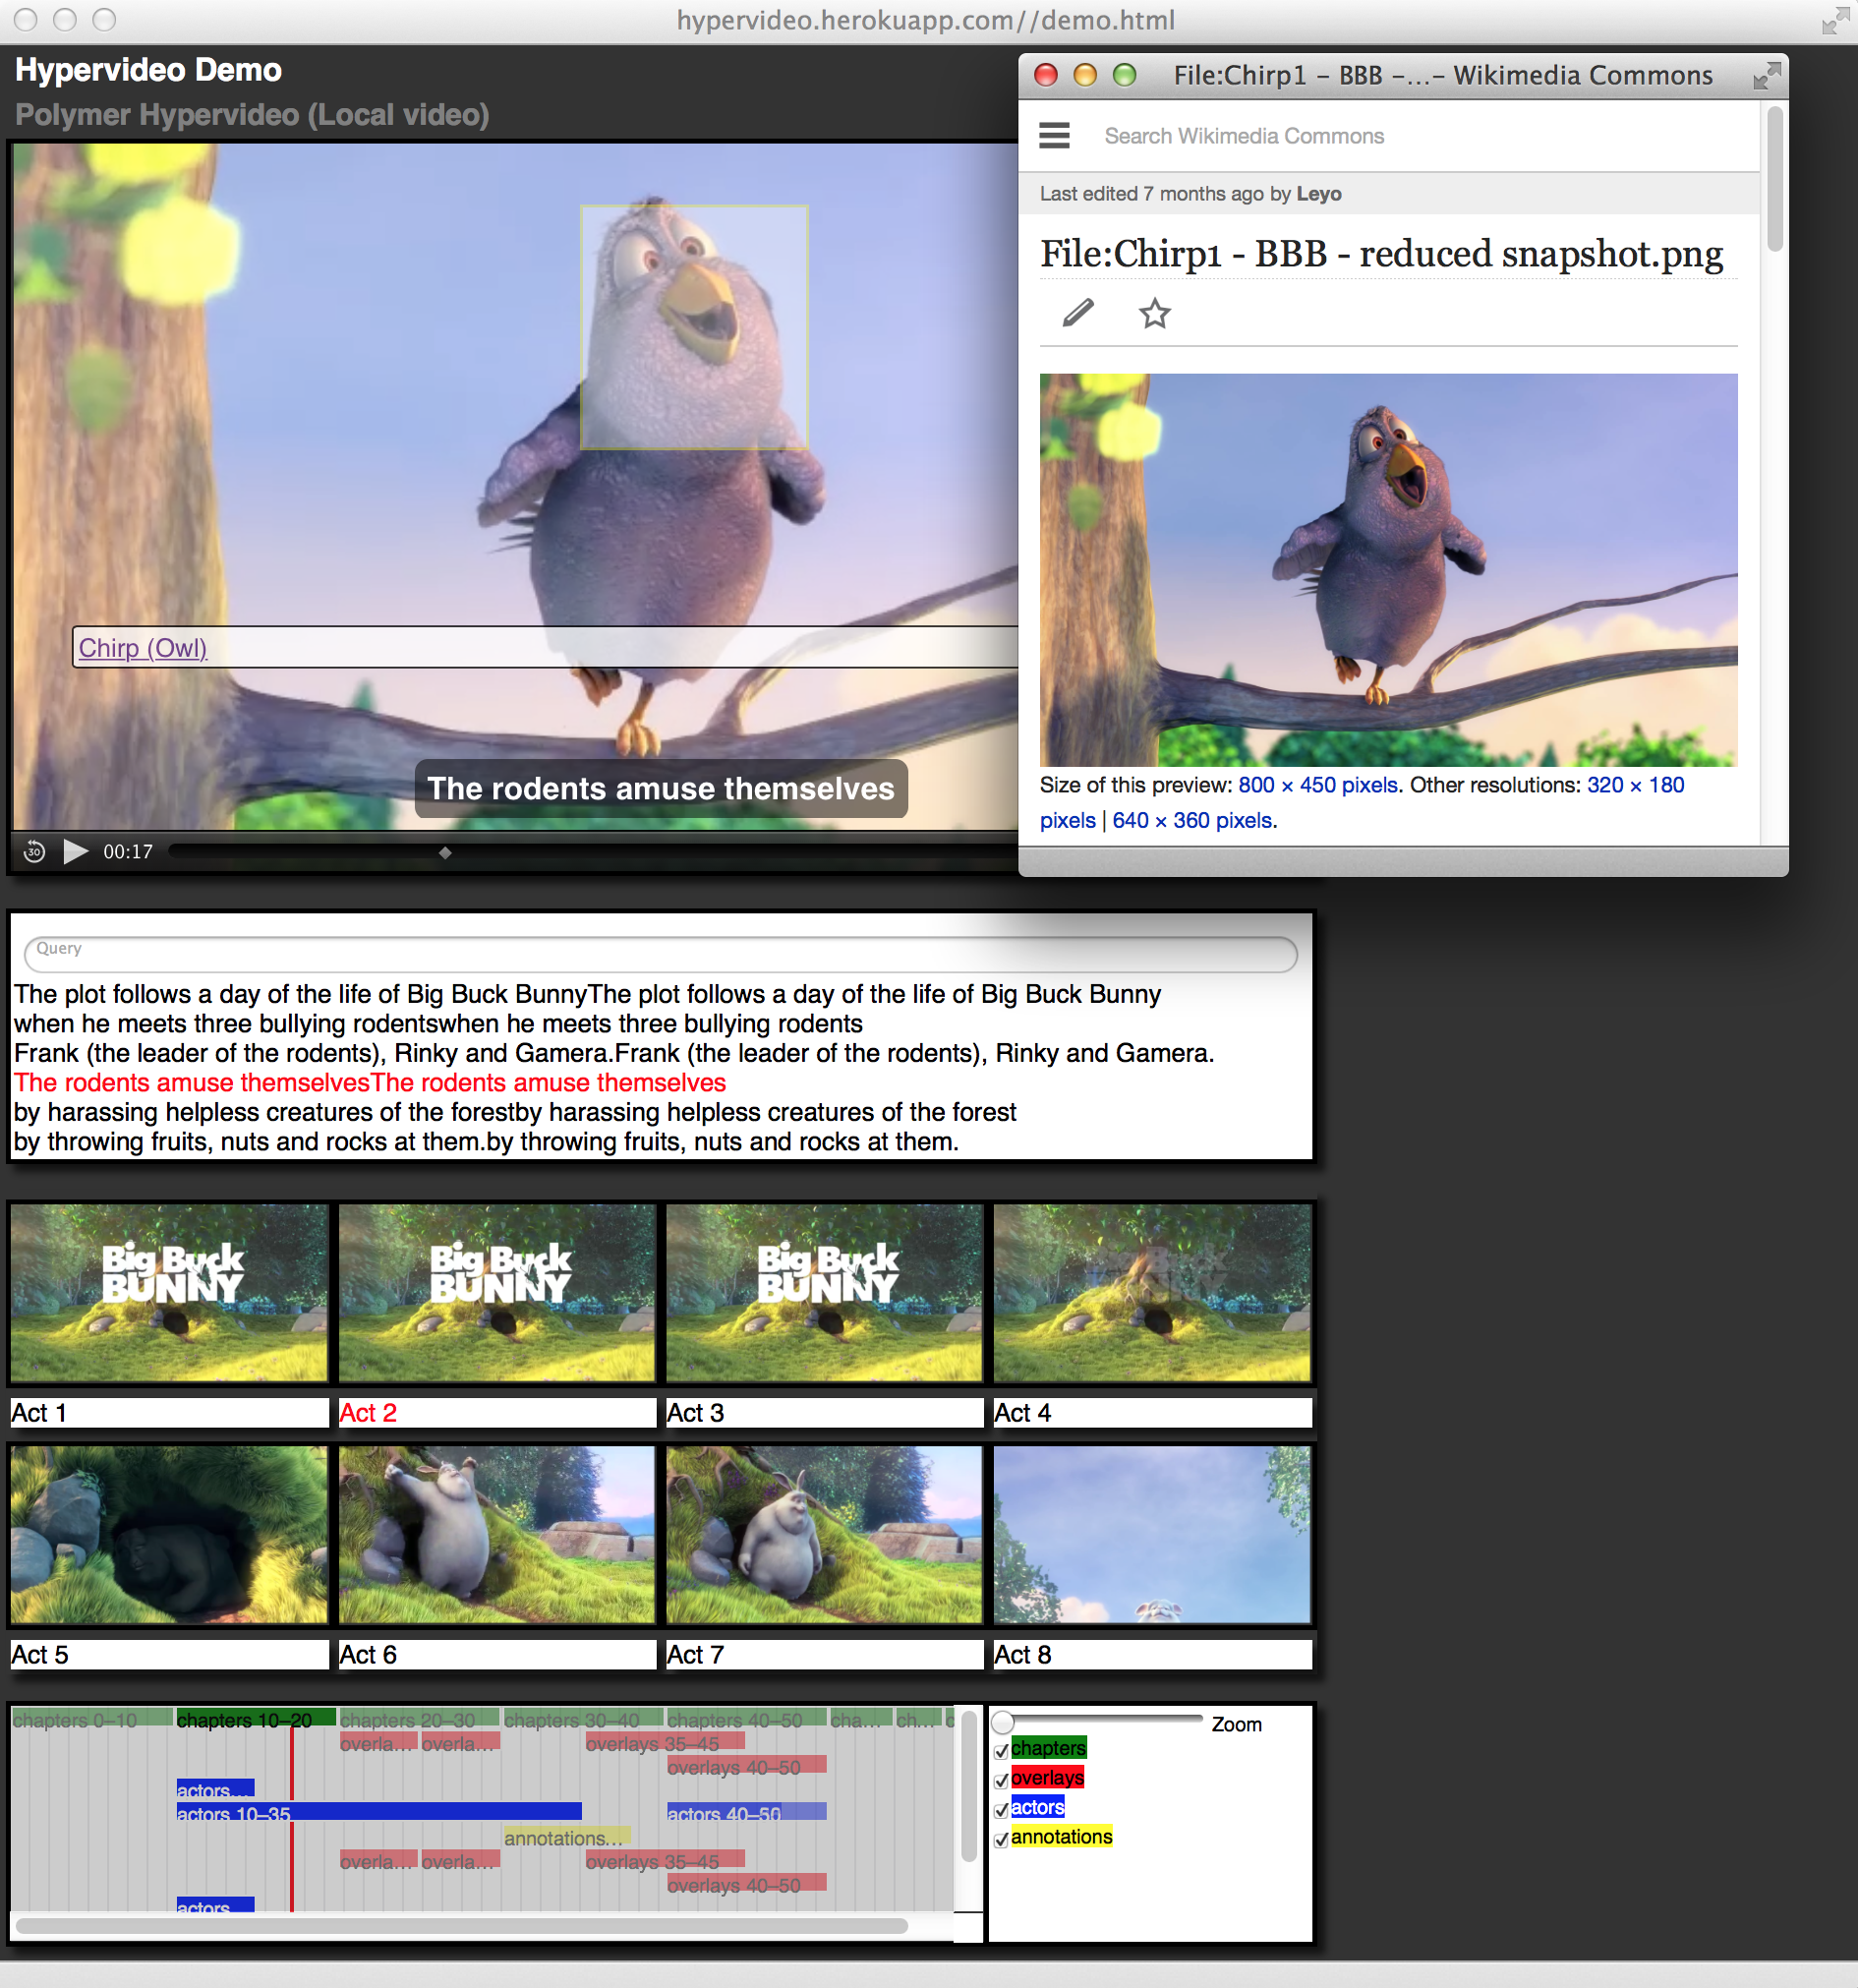 hypervideo.herokuapp.com//demo.html
Hypervideo Demo
Polymer Hypervideo (Local video)
Chirp (Owl)
The rodents amuse themselves
30
00:17
File:Chirp1 - BBB -...- Wikimedia Commons
Search Wikimedia Commons
Last edited 7 months ago by Leyo
File:Chirp1 - BBB - reduced snapshot.png
Size of this preview: 800 × 450 pixels. Other resolutions: 320 × 180
pixels | 640 × 360 pixels.
Query
The plot follows a day of the life of Big Buck BunnyThe plot follows a day of the life of Big Buck Bunny
when he meets three bullying rodentswhen he meets three bullying rodents
Frank (the leader of the rodents), Rinky and Gamera.Frank (the leader of the rodents), Rinky and Gamera.
The rodents amuse themselvesThe rodents amuse themselves
by harassing helpless creatures of the forestby harassing helpless creatures of the forest
by throwing fruits, nuts and rocks at them.by throwing fruits, nuts and rocks at them.
Big Buck
BUNNY
Big Buck
BUNNY
Big Buck
BUNNY
Big Buck
BUNNY
Act 1
Act 2
Act 3
Act 4
Act 5
Act 6
Act 7
Act 8
chapters 0–10
chapters 10–20
chapters 20–30
chapters 30–40
chapters 40–50
cha...
ch...
c
overla...
overla...
overlays 35–45
overlays 40–50
actors...
actors 10–35
actors 40–50
annotations...
overla...
overla...
overlays 35–45
overlays 40–50
actors...
Zoom
chapters
overlays
actors
annotations